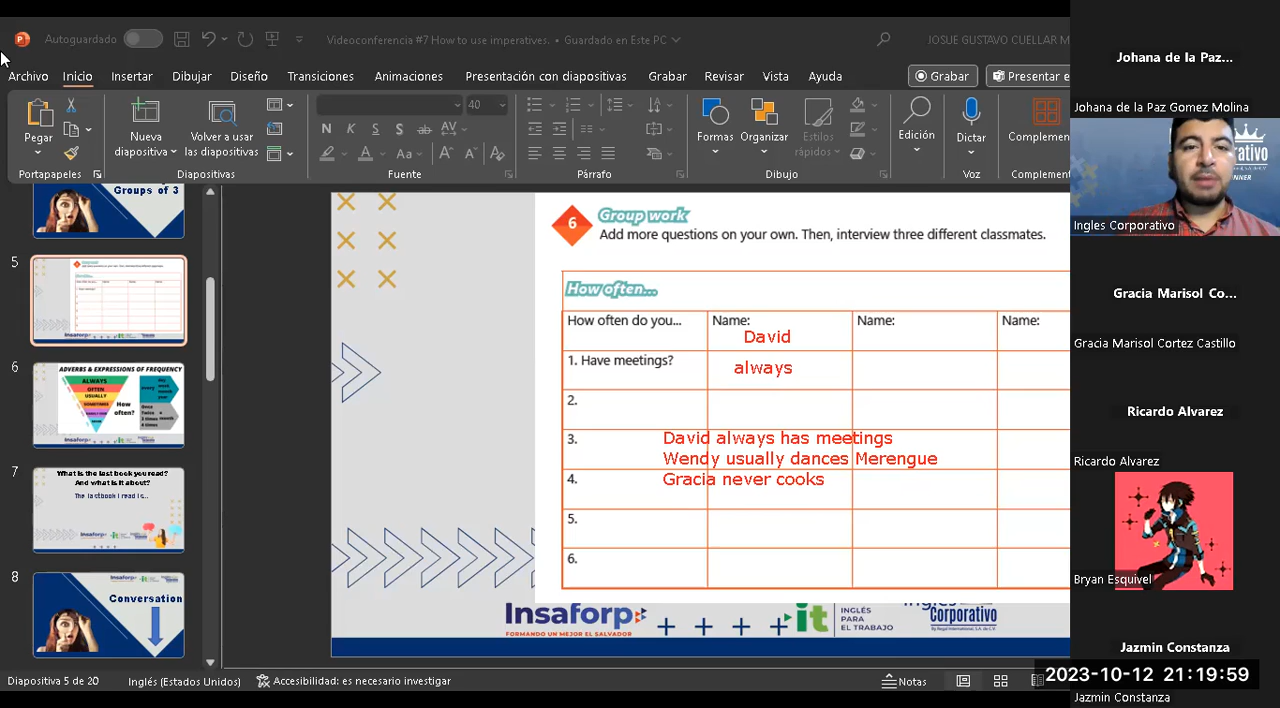 Autoguardado
Videoconferencia #7 How to use imperatives. • Guardado en Este PC
JOSUE GUSTAVO CUELLAR M
Archivo Inicio Insertar Dibujar Diseño Transiciones Animaciones Presentación con diapositivas Grabar Revisar Vista Ayuda
Grabar
Presentar e
40
Pegar
Nueva diapositiva
Volver a usar las diapositivas
N K S S ab AV
A Aa A A A
Formas
Organizar
Estilos rápidos
Edición
Dictar
Complemen
Portapapeles Diapositivas Fuente Párrafo Dibujo Voz Complement
Groups of 3
5
6
ADVERBS & EXPRESSIONS OF FREQUENCY
ALWAYS
OFTEN
USUALLY
SOMETIMES
How often?
7
What is the last book you read?
And what is it about?
The last book I read is...
Insaforp
8
Insaforp
Conversation
6
Group work
Add more questions on your own. Then, interview three different classmates.
How often...
How often do you... Name: Name: Name:
David
1. Have meetings? always
2.
3.
David always has meetings
Wendy usually dances Merengue
4.
Gracia never cooks
5.
6.
Insaforp
FORMANDO UN MEJOR EL SALVADOR
it
INGLÉS
PARA
EL TRABAJO
Corporativo
Diapositiva 5 de 20
Inglés (Estados Unidos)
Accesibilidad: es necesario investigar
Notas
Johana de la Paz...
Johana de la Paz Gomez Molina
Ingles Corporativo
Gracia Marisol Co...
Gracia Marisol Cortez Castillo
Ricardo Alvarez
Ricardo Alvarez
Bryan Esquivel
Jazmin Constanza
2023-10-12 21:19:59
Jazmin Constanza